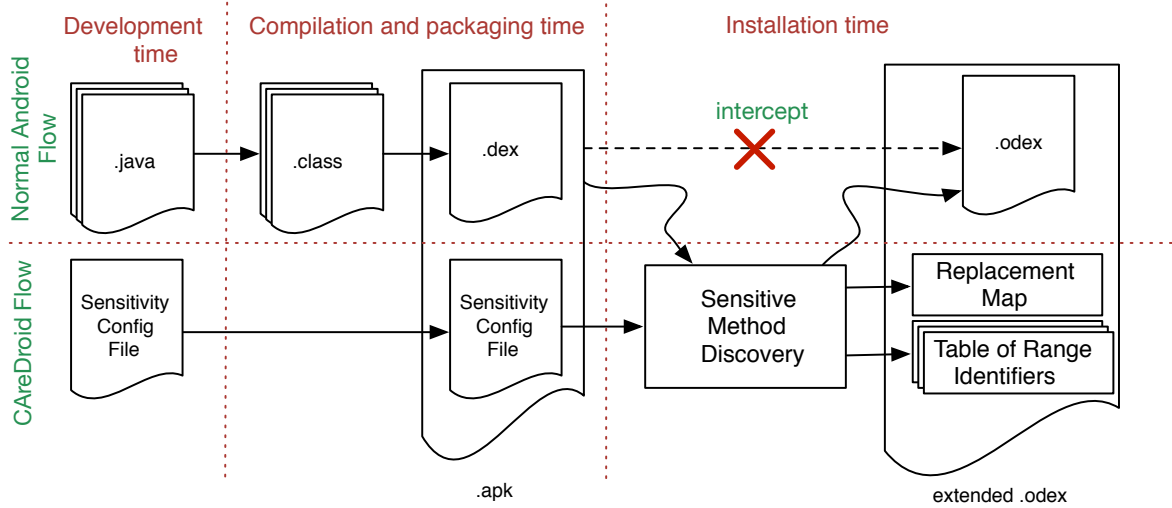 Development
time
Compilation and packaging time
Installation time
Normal Android
Flow
.java
.class
.dex
intercept
.odex
CAreDroid Flow
Sensitivity
Config
File
Sensitivity
Config
File
Sensitive
Method
Discovery
Replacement
Map
Table of Range
Identifiers
.apk
extended .odex